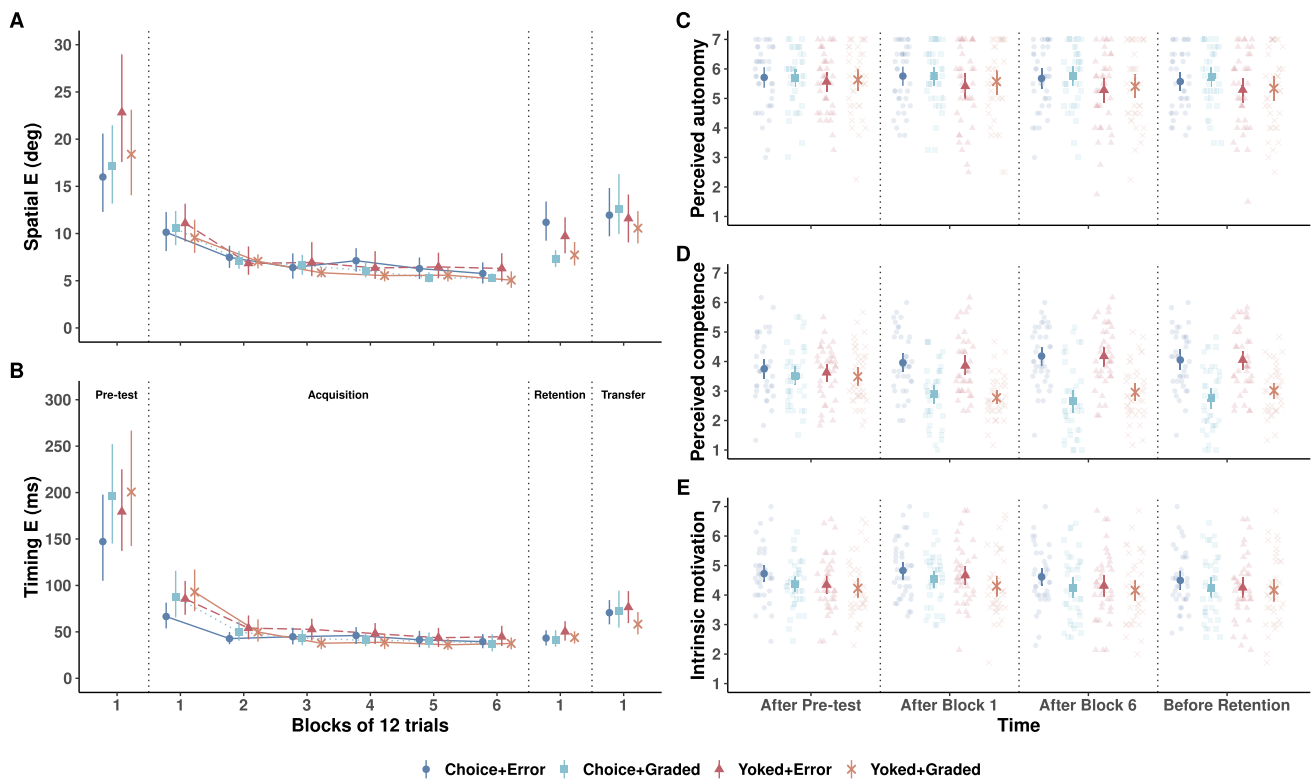 A
Spatial E (deg)
30
25
20
15
10
5
0
1 1 2 3 4 5 6 1 1
B
Timing E (ms)
Pre-test Acquisition Retention Transfer
300
250
200
150
100
50
0
1 1 2 3 4 5 6 1 1
Blocks of 12 trials
C
Perceived autonomy
7
6
5
4
3
2
1
D
Perceived competence
7
6
5
4
3
2
1
E
Intrinsic motivation
7
6
5
4
3
2
1
After Pre-test After Block 1 After Block 6 Before Retention
Time
Choice+Error Choice+Graded Yoked+Error Yoked+Graded